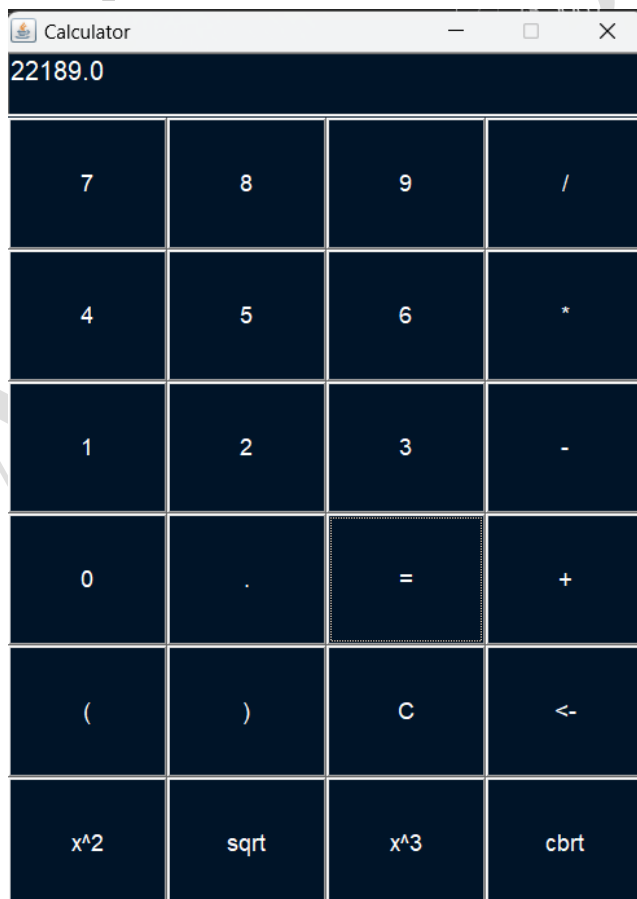 Calculator
22189.0
7 8 9 /
4 5 6 *
1 2 3 -
0 . = +
( ) C <-
x^2 sqrt x^3 cbrt